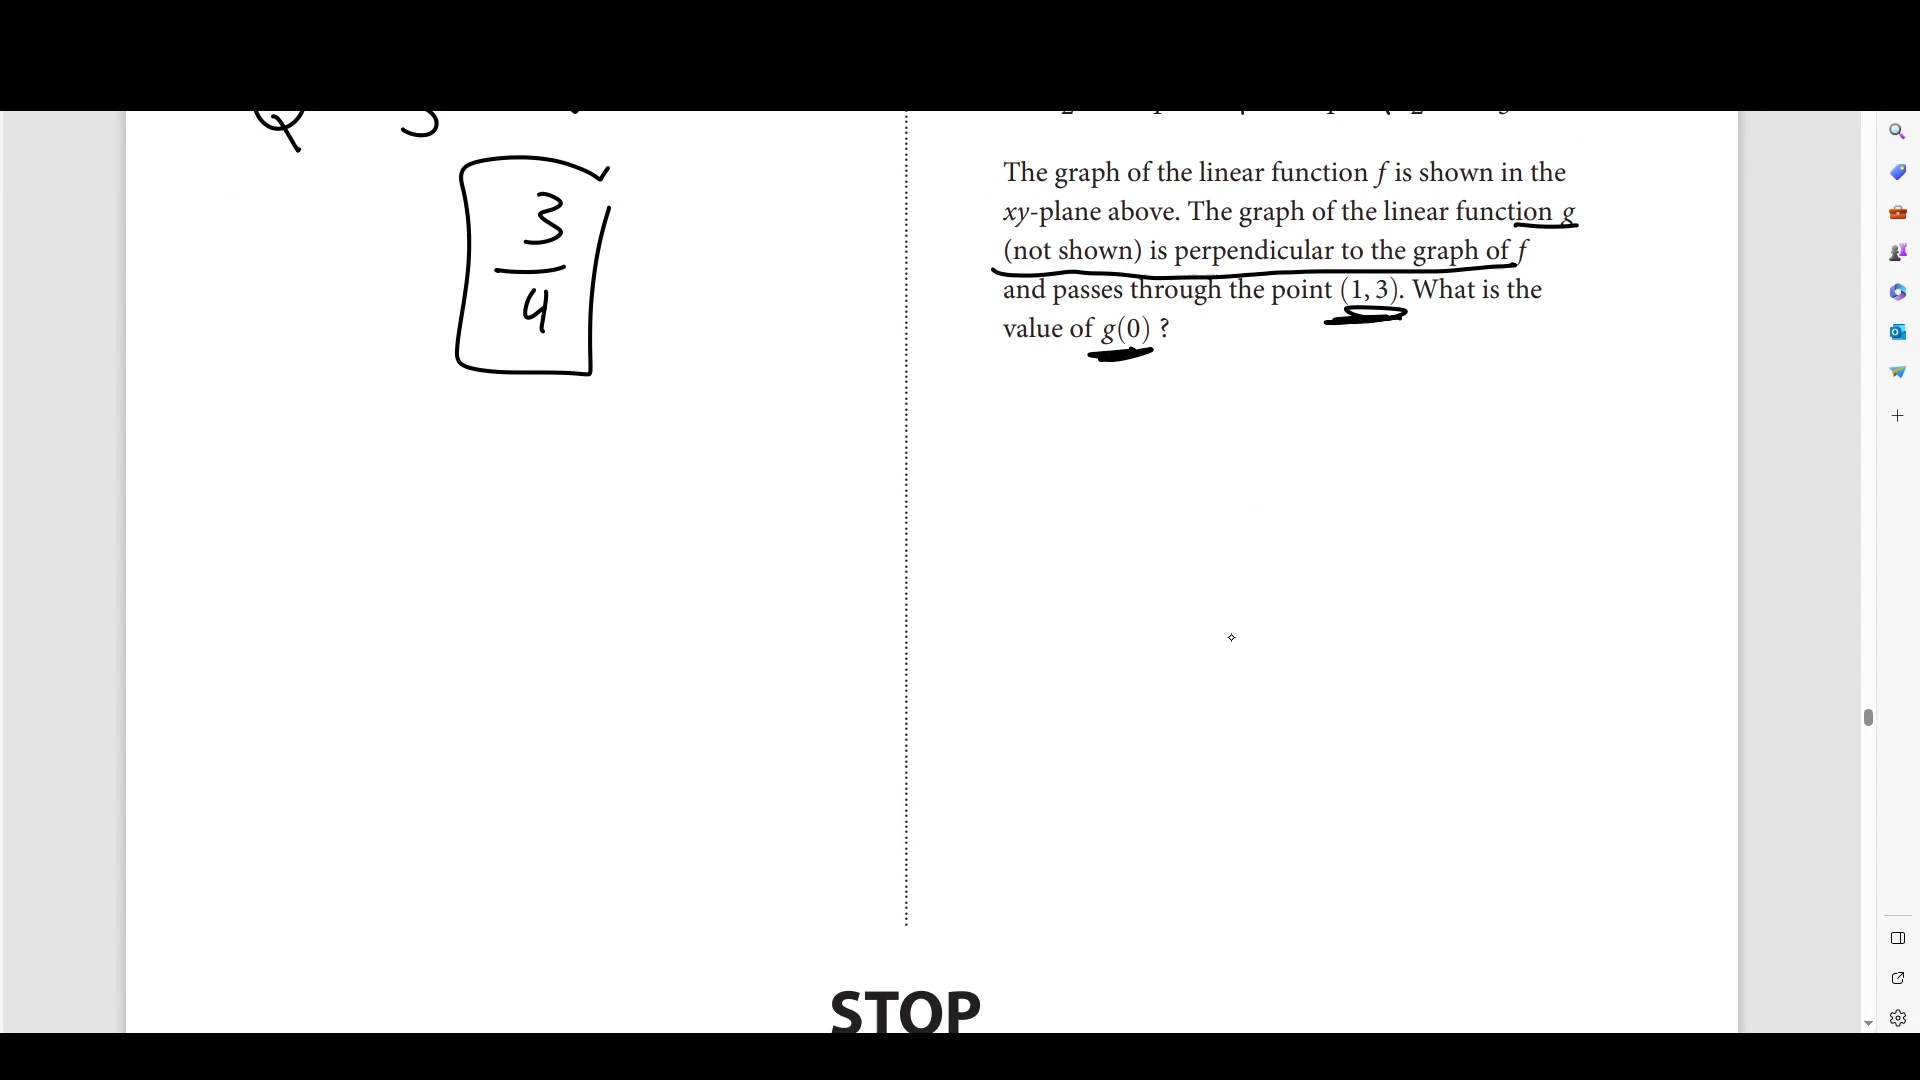 3
4
The graph of the linear function f is shown in the
xy-plane above. The graph of the linear function g
(not shown) is perpendicular to the graph of f
and passes through the point (1, 3). What is the
value of g(0) ?
STOP